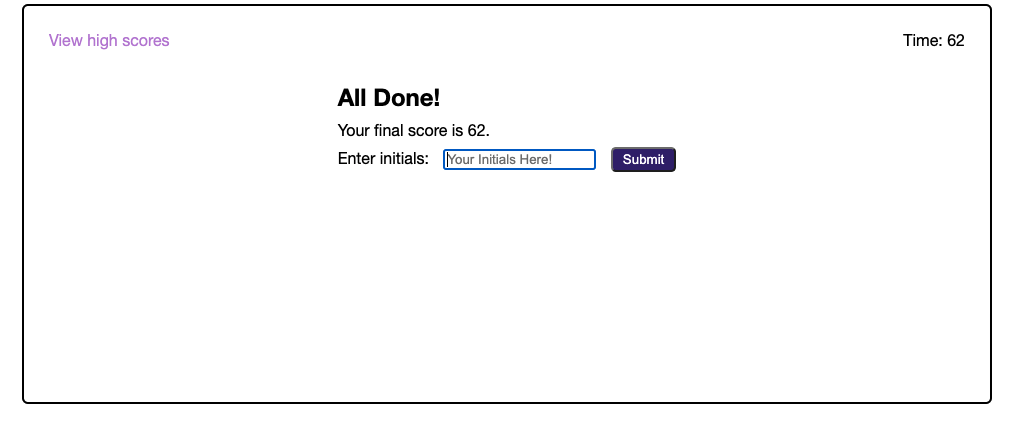 View high scores
Time: 62
All Done!
Your final score is 62.
Enter initials: Your Initials Here! Submit